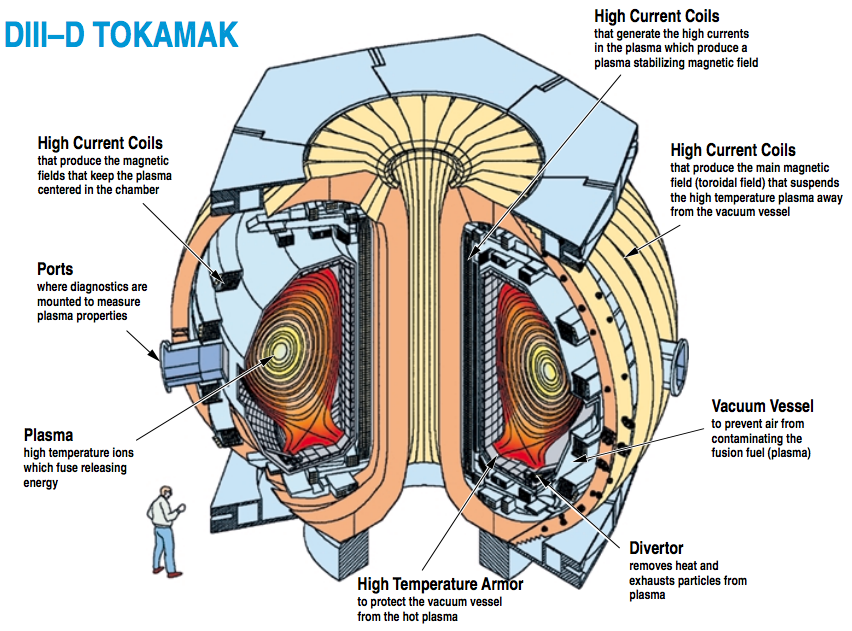 DIII–D TOKAMAK
High Current Coils
that generate the high currents
in the plasma which produce a
plasma stabilizing magnetic field
High Current Coils
that produce the magnetic
fields that keep the plasma
centered in the chamber
High Current Coils
that produce the main magnetic
field (toroidal field) that suspends
the high temperature plasma away
from the vacuum vessel
Ports
where diagnostics are
mounted to measure
plasma properties
Plasma
high temperature ions
which fuse releasing
energy
Vacuum Vessel
to prevent air from
contaminating the
fusion fuel (plasma)
Divertor
removes heat and
exhausts particles from
plasma
High Temperature Armor
to protect the vacuum vessel
from the hot plasma